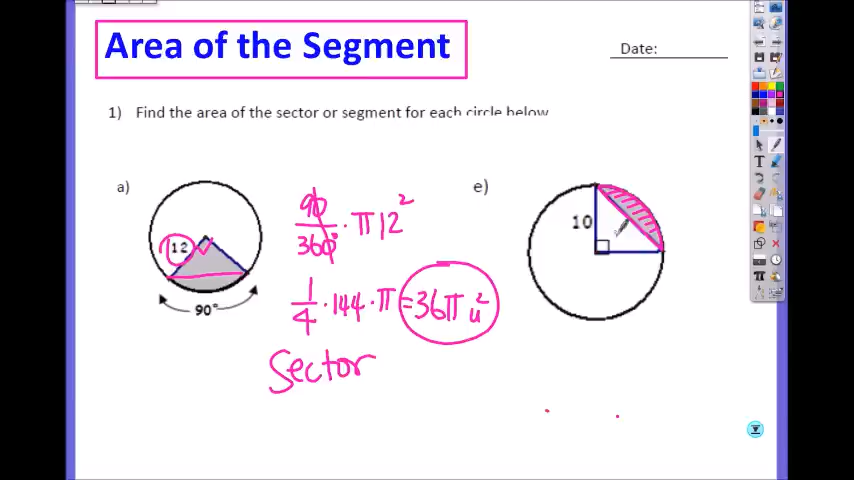 Area of the Segment
Date:
1) Find the area of the sector or segment for each circle below
a)
12
90°
90/360° · π 12²
1/4 · 144 · π = 36π u²
Sector
e)
10